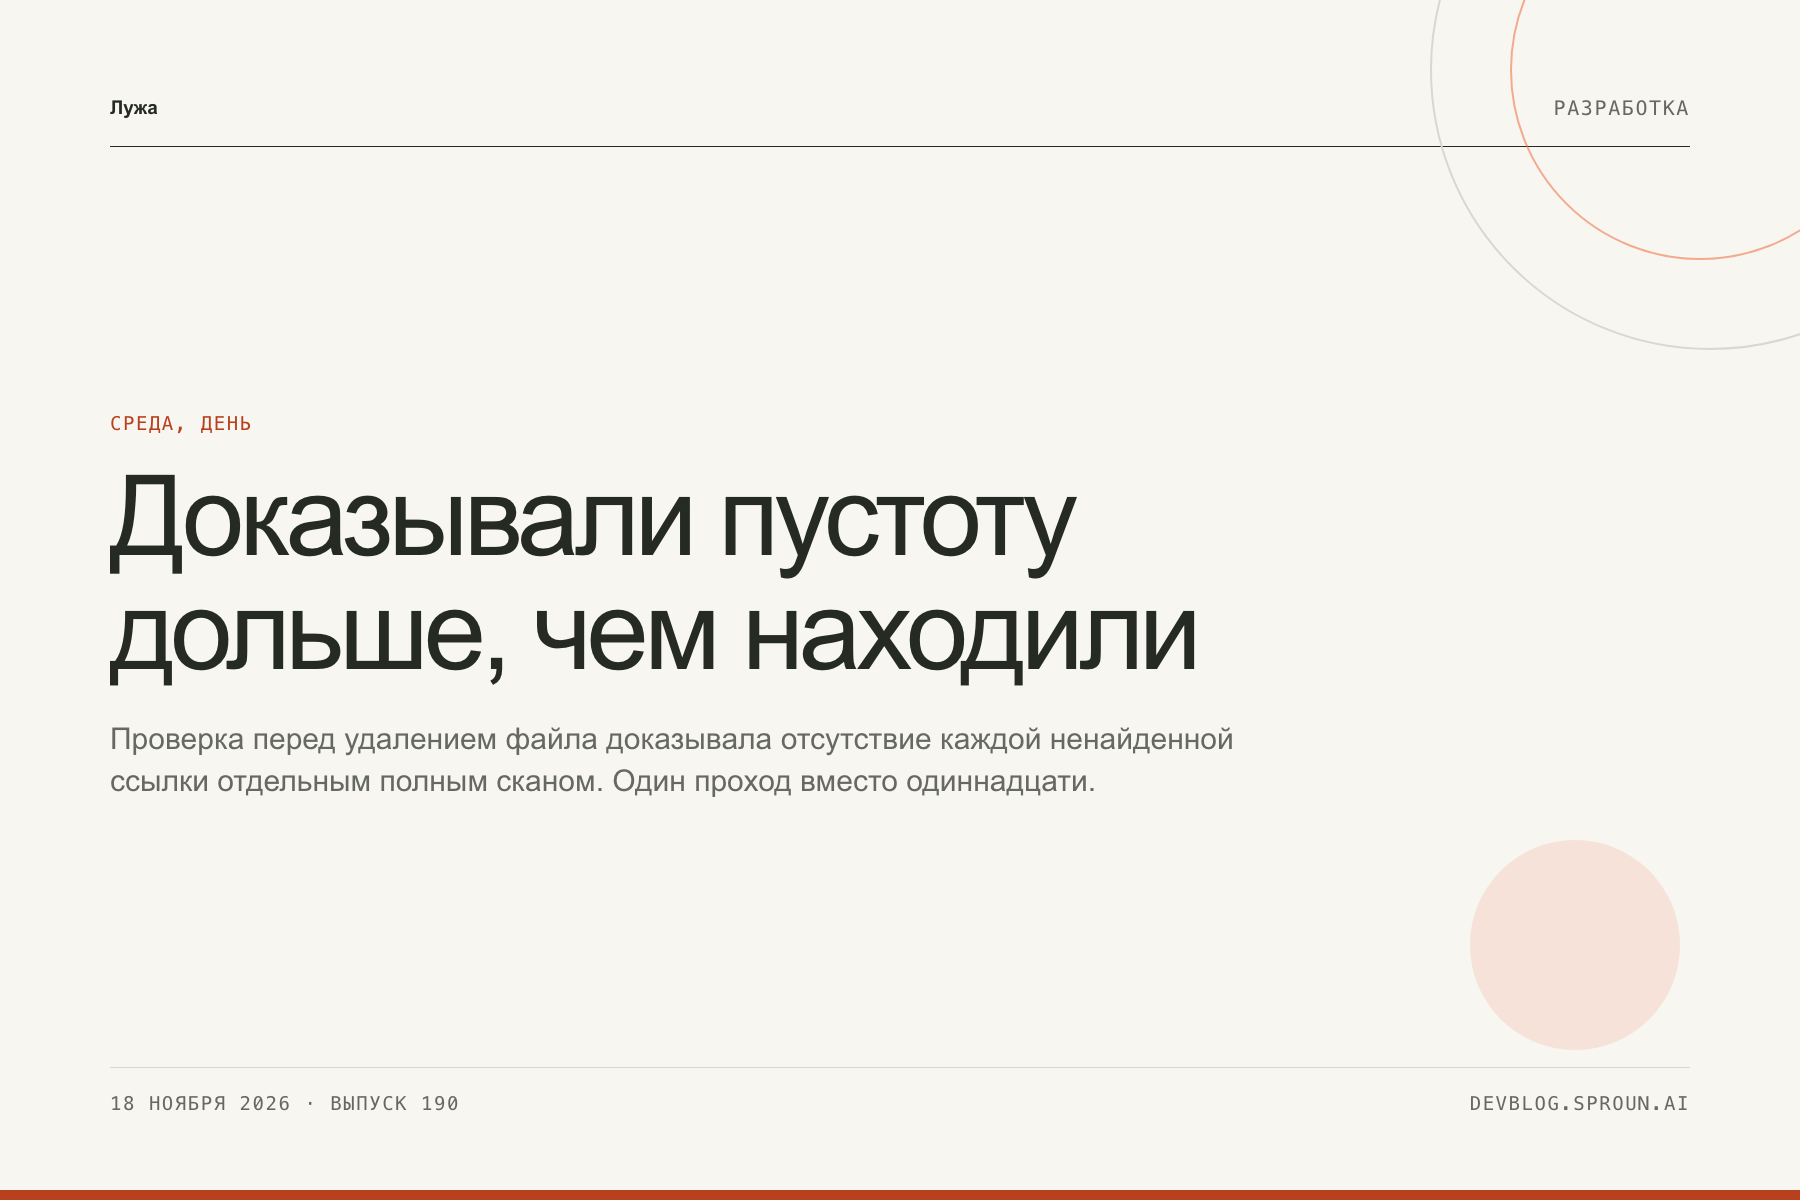 Лужа
РАЗРАБОТКА
СРЕДА, ДЕНЬ
Доказывали пустоту
дольше, чем находили
Проверка перед удалением файла доказывала отсутствие каждой ненайденной
ссылки отдельным полным сканом. Один проход вместо одиннадцати.
18 НОЯБРЯ 2026 · ВЫПУСК 190
DEVBLOG.SPROUN.AI